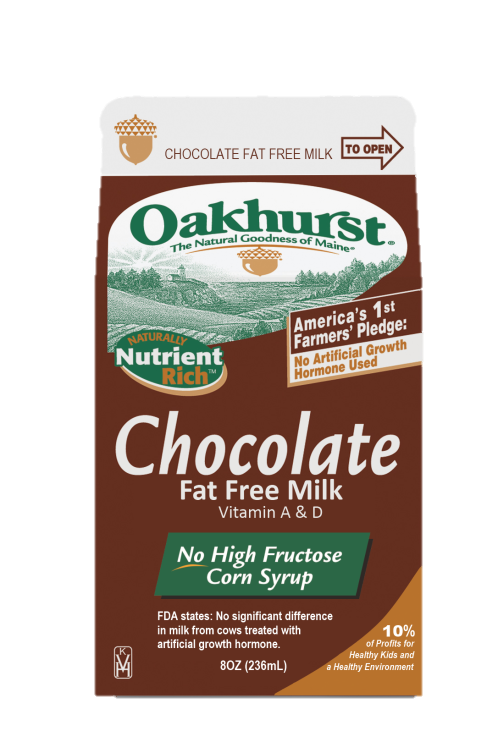 CHOCOLATE FAT FREE MILK
TO OPEN
Oakhurst®
The Natural Goodness of Maine®
America's 1st
Farmers' Pledge:
No Artificial Growth
Hormone Used
NATURALLY
Nutrient
Rich™
Chocolate
Fat Free Milk
Vitamin A & D
No High Fructose
Corn Syrup
FDA states: No significant difference
in milk from cows treated with
artificial growth hormone.
8OZ (236mL)
10%
of Profits for
Healthy Kids and
a Healthy Environment
K
VH
M